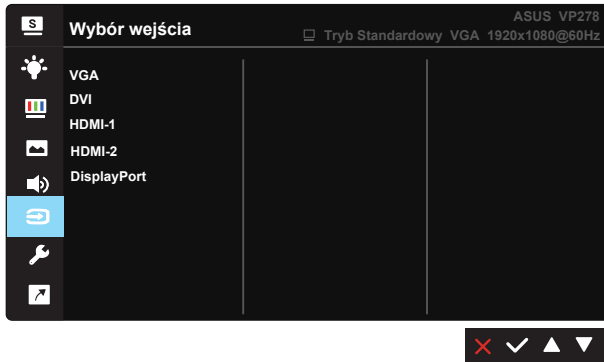 S
ASUS VP278
Wybór wejścia
Tryb Standardowy VGA 1920x1080@60Hz
VGA
DVI
HDMI-1
HDMI-2
DisplayPort